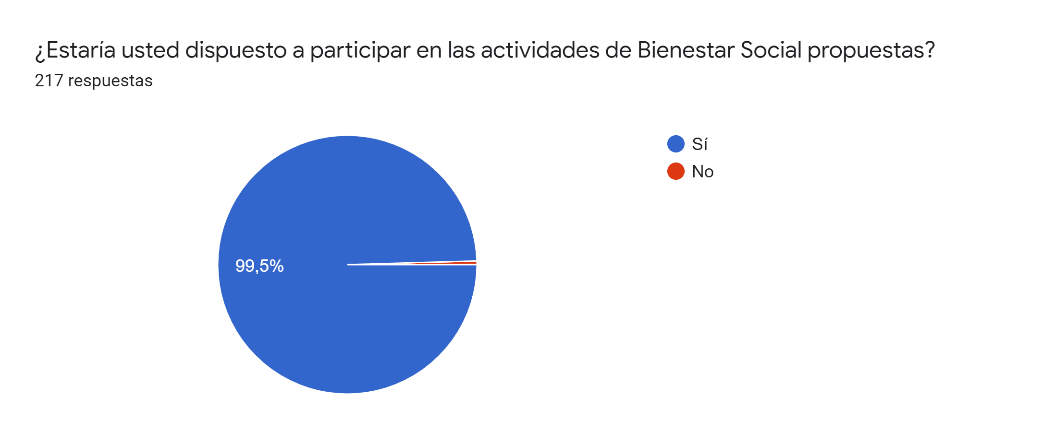 ¿Estaría usted dispuesto a participar en las actividades de Bienestar Social propuestas?
217 respuestas
Sí
No
99,5%